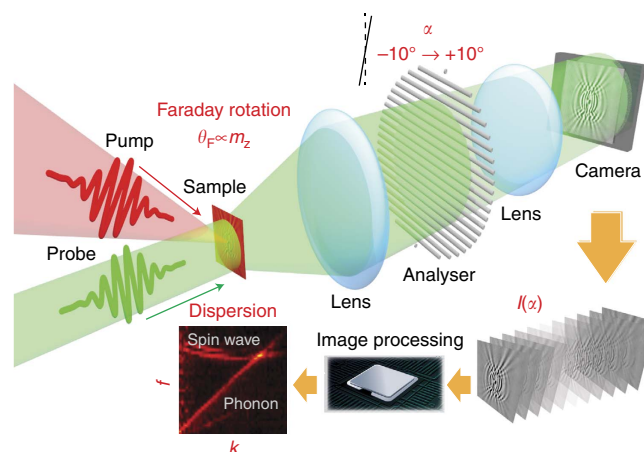 α
−10° → +10°
Faraday rotation
θF∝mz
Pump
Sample
Camera
Lens
Probe
Analyser
Lens
Dispersion
I(α)
Spin wave
Image processing
f
Phonon
k